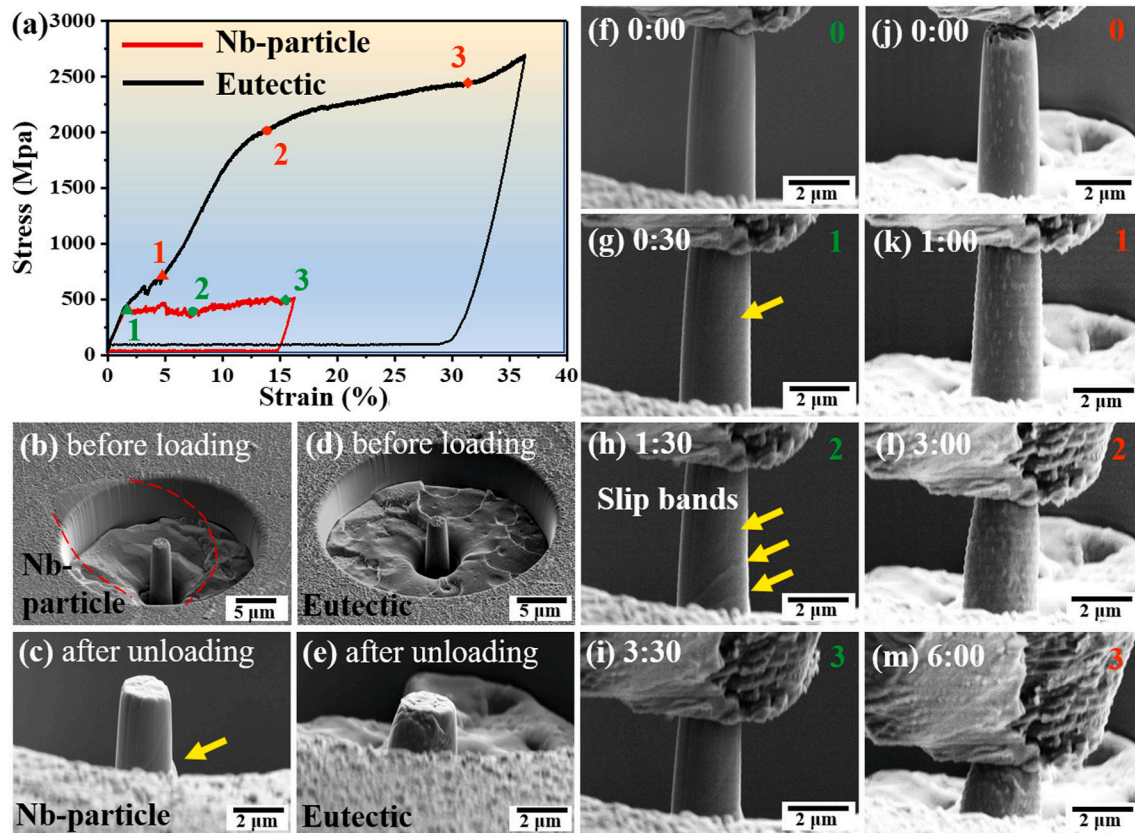 (a)
Nb-particle
Eutectic
Stress (Mpa)
3000
2500
2000
1500
1000
500
0
1
2
3
1
2
3
0 5 10 15 20 25 30 35 40
Strain (%)
(b) before loading
Nb-
particle
5 μm
(d) before loading
Eutectic
5 μm
(c) after unloading
Nb-particle
2 μm
(e) after unloading
Eutectic
2 μm
(f) 0:00 0
2 μm
(j) 0:00 0
2 μm
(g) 0:30 1
2 μm
(k) 1:00 1
2 μm
(h) 1:30 2
Slip bands
2 μm
(l) 3:00 2
2 μm
(i) 3:30 3
2 μm
(m) 6:00 3
2 μm